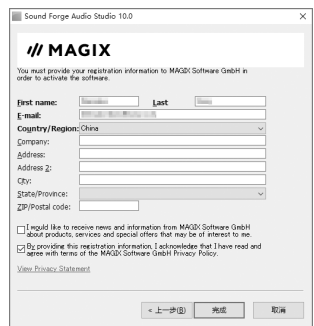 Sound Forge Audio Studio 10.0
MAGIX
You must provide your registration information to MAGIX Software GmbH in
order to activate the software.
First name: Last
E-mail:
Country/Region: China
Company:
Address:
Address 2:
City:
State/Province:
ZIP/Postal code:
I would like to receive news and information from MAGIX Software GmbH
about products, services and special offers that may be of interest to me.
By providing this registration information, I acknowledge that I have read and
agree with terms of the MAGIX Software GmbH Privacy Policy.
View Privacy Statement
< 上一步(B) 完成 取消